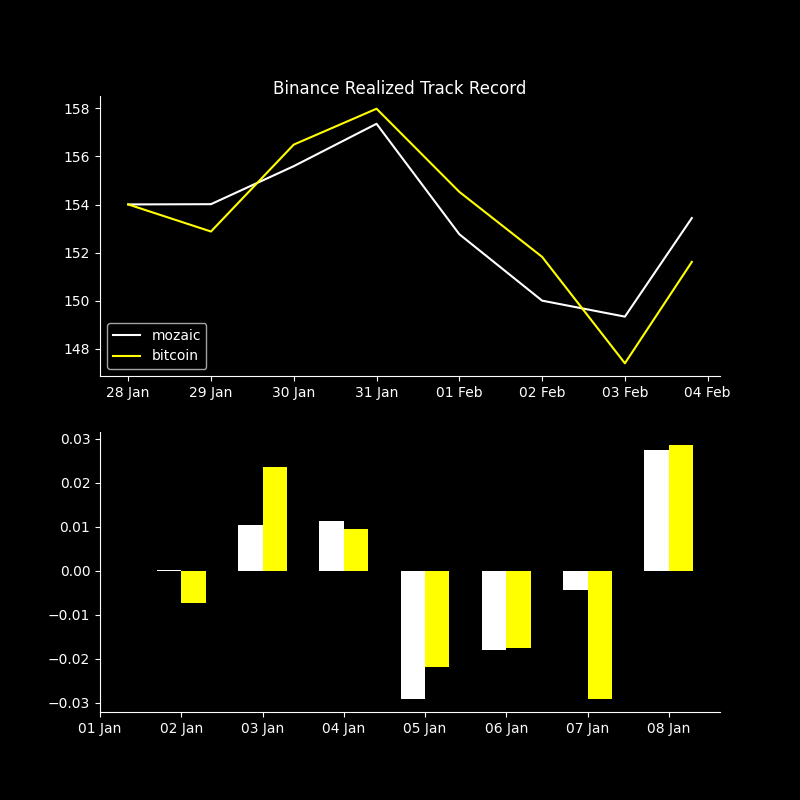 Binance Realized Track Record
158
156
154
152
150
148
mozaic
bitcoin
28 Jan 29 Jan 30 Jan 31 Jan 01 Feb 02 Feb 03 Feb 04 Feb
0.03
0.02
0.01
0.00
−0.01
−0.02
−0.03
01 Jan 02 Jan 03 Jan 04 Jan 05 Jan 06 Jan 07 Jan 08 Jan